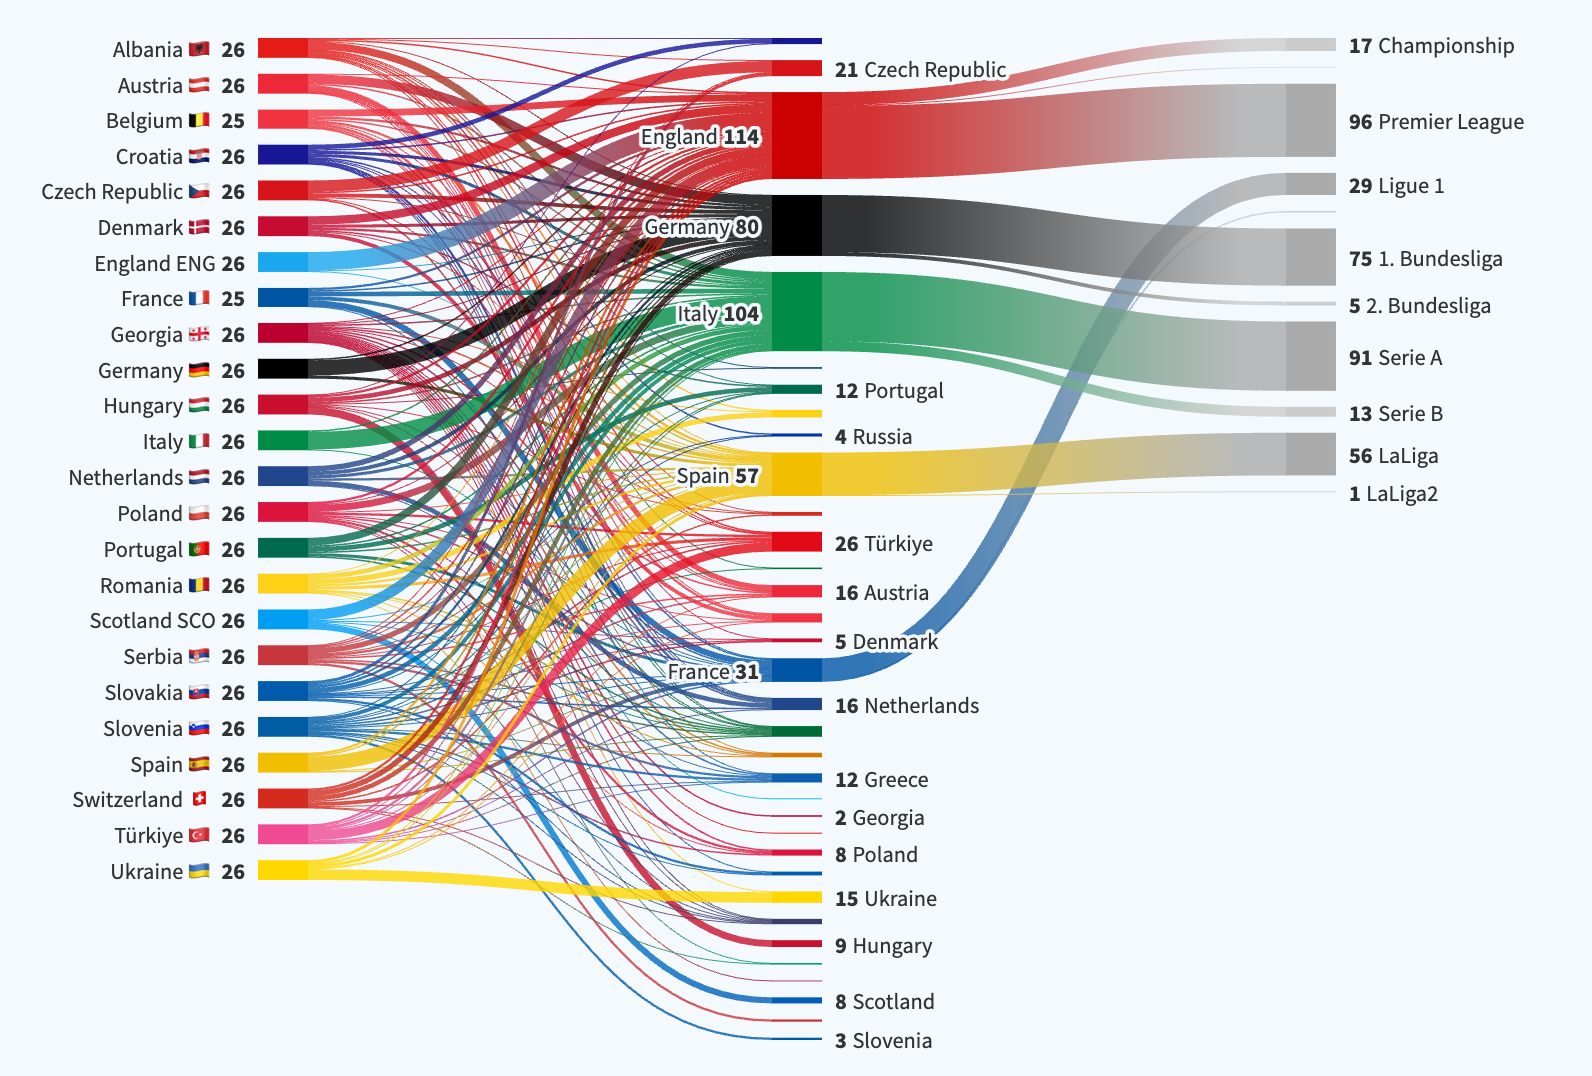 Albania 26
Austria 26
Belgium 25
Croatia 26
Czech Republic 26
Denmark 26
England ENG 26
France 25
Georgia 26
Germany 26
Hungary 26
Italy 26
Netherlands 26
Poland 26
Portugal 26
Romania 26
Scotland SCO 26
Serbia 26
Slovakia 26
Slovenia 26
Spain 26
Switzerland 26
Türkiye 26
Ukraine 26
21 Czech Republic
England 114
Germany 80
Italy 104
12 Portugal
4 Russia
Spain 57
26 Türkiye
16 Austria
5 Denmark
France 31
16 Netherlands
12 Greece
2 Georgia
8 Poland
15 Ukraine
9 Hungary
8 Scotland
3 Slovenia
17 Championship
96 Premier League
29 Ligue 1
75 1. Bundesliga
5 2. Bundesliga
91 Serie A
13 Serie B
56 LaLiga
1 LaLiga2